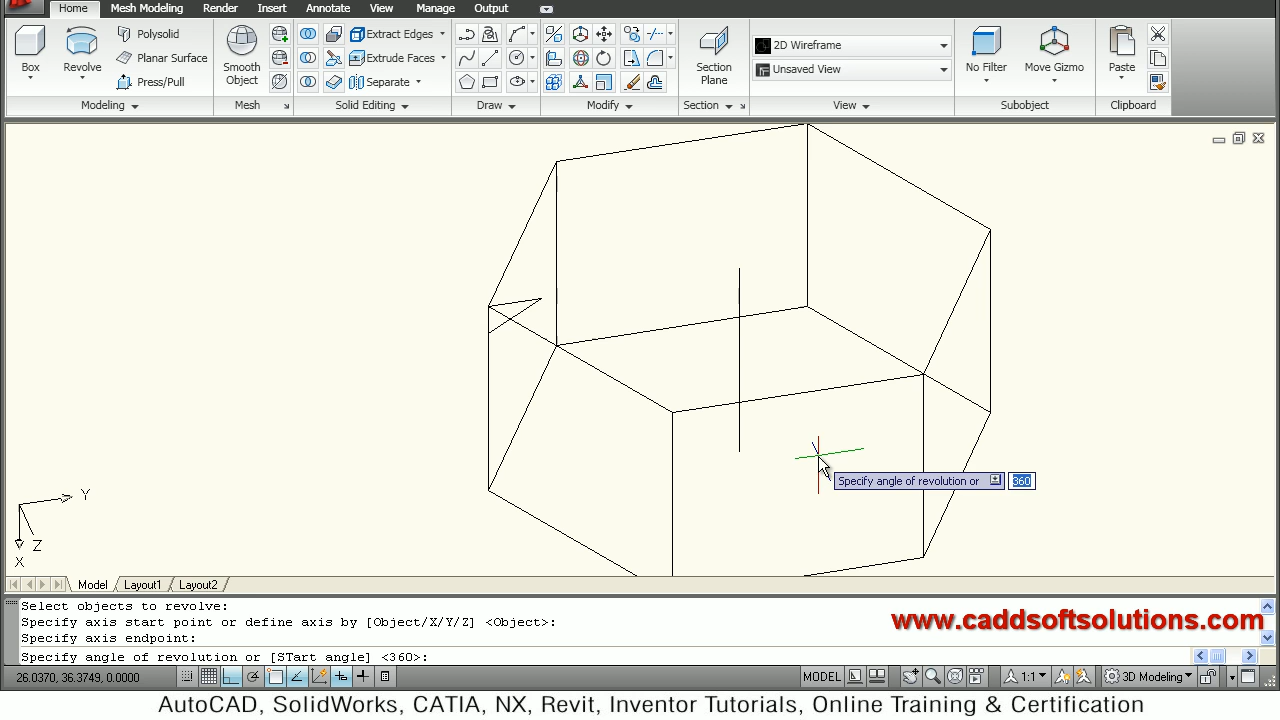 Home Mesh Modeling Render Insert Annotate View Manage Output
Polysolid
Planar Surface
Press/Pull
Box
Revolve
Smooth
Object
Extract Edges
Extrude Faces
Separate
Section
Plane
2D Wireframe
Unsaved View
No Filter
Move Gizmo
Paste
Modeling
Mesh
Solid Editing
Draw
Modify
Section
View
Subobject
Clipboard
Specify angle of revolution or 360
Y
Z
X
Model Layout1 Layout2
Select objects to revolve:
Specify axis start point or define axis by [Object/X/Y/Z] <Object>:
Specify axis endpoint:
Specify angle of revolution or [STart angle] <360>:
www.caddsoftsolutions.com
26.0370, 36.3749, 0.0000
MODEL
1:1
3D Modeling
AutoCAD, SolidWorks, CATIA, NX, Revit, Inventor Tutorials, Online Training & Certification